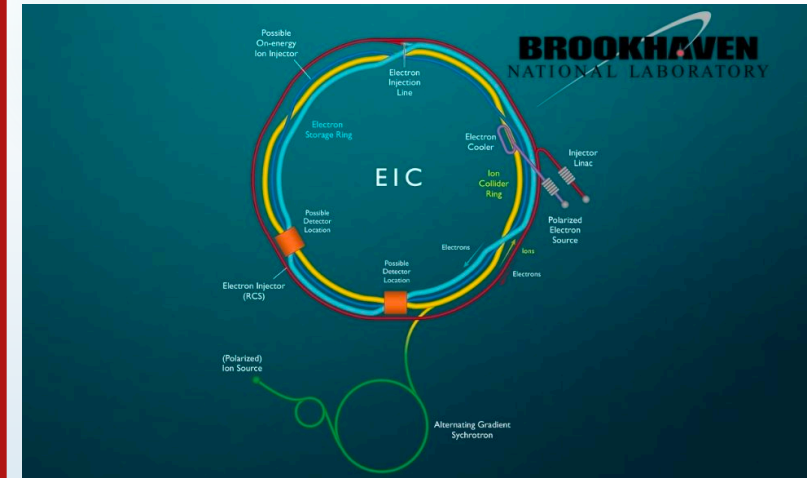 Possible
On-energy
Ion Injector
BROOKHAVEN
NATIONAL LABORATORY
Electron
Injection
Line
Electron
Storage Ring
Electron
Cooler
Injector
Linac
EIC
Ion
Collider
Ring
Possible
Detector
Location
Polarized
Electron
Source
Electrons
Ions
Possible
Detector
Location
Electrons
Electron Injector
(RCS)
(Polarized)
Ion Source
Alternating Gradient
Sychrotron